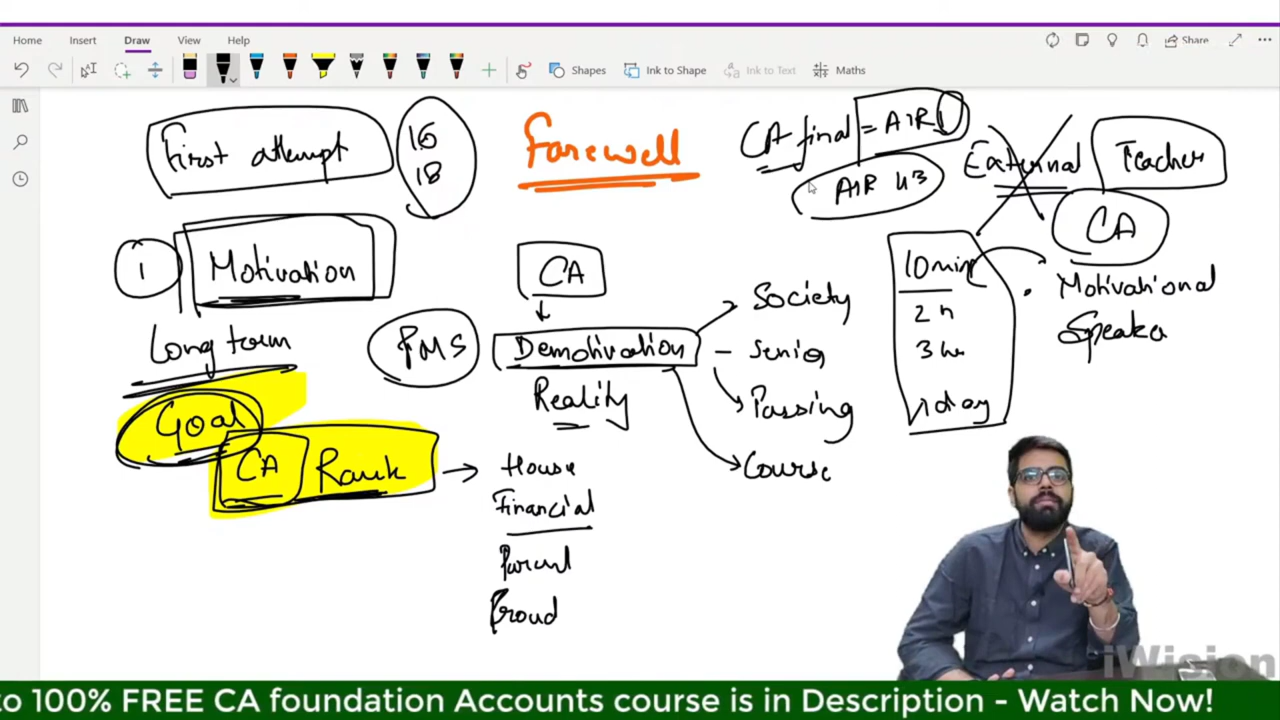 Home Insert Draw View Help
Share
Shapes Ink to Shape Ink to Text Maths
First attempt
16
18
Farewell
CA final = AIR 1
AIR 43
External
Teacher
CA
1
Motivation
Long term
Goal
CA Rank
RMS
CA
Demotivation
Reality
House
Financial
Parent
Proud
Society
Senior
Passing
Course
10 min
2 h
3 hr
1 day
Motivational
Speaker
iWision
to 100% FREE CA foundation Accounts course is in Description - Watch Now!